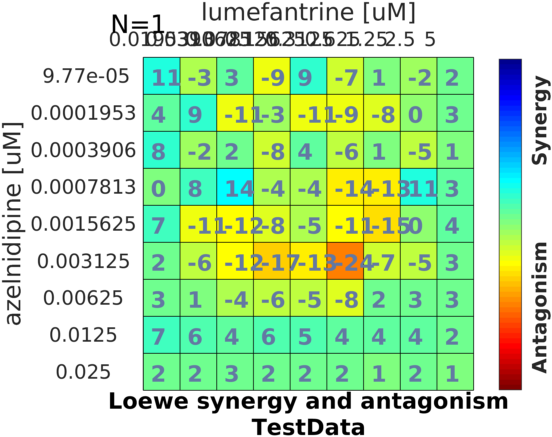 lumefantrine [uM]
N=1
2.5 5
9.77e-05 11 -3 3 -9 9 -7 1 -2 2
0.0001953 4 9 -11 -3 -11 -9 -8 0 3
0.0003906 8 -2 2 -8 4 -6 1 -5 1
0.0007813 0 8 14 -4 -4 -14 -13 11 3
0.0015625 7 -11 -12 -8 -5 -11 -15 0 4
0.003125 2 -6 -12 -17 -13 -24 -7 -5 3
0.00625 3 1 -4 -6 -5 -8 2 3 3
0.0125 7 6 4 6 5 4 4 4 2
0.025 2 2 3 2 2 2 1 2 1
azelnidipine [uM]
Synergy
Antagonism
Loewe synergy and antagonism
TestData